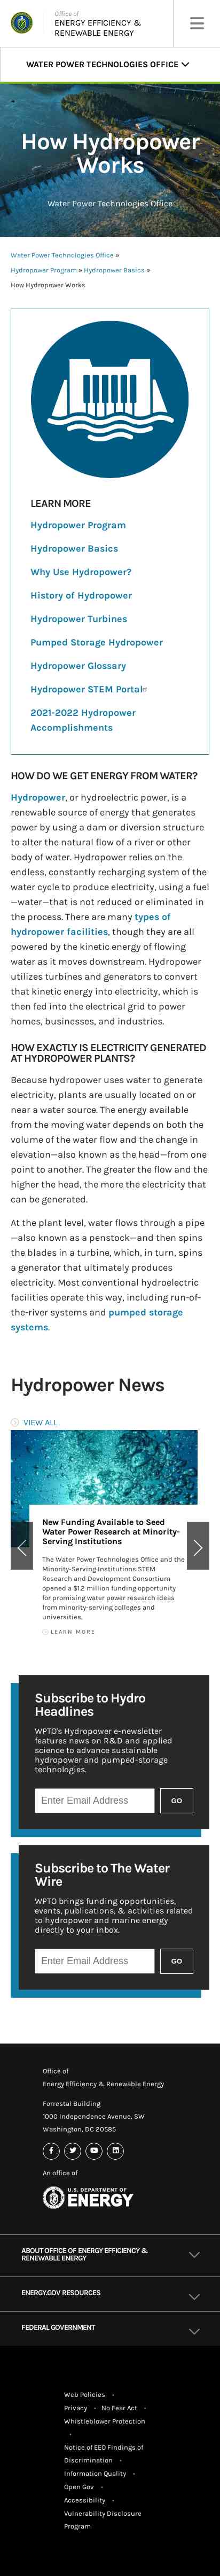 Office of
ENERGY EFFICIENCY &
RENEWABLE ENERGY
WATER POWER TECHNOLOGIES OFFICE
How Hydropower
Works
Water Power Technologies Office
Water Power Technologies Office »
Hydropower Program » Hydropower Basics »
How Hydropower Works
LEARN MORE
Hydropower Program
Hydropower Basics
Why Use Hydropower?
History of Hydropower
Hydropower Turbines
Pumped Storage Hydropower
Hydropower Glossary
Hydropower STEM Portal
2021-2022 Hydropower
Accomplishments
HOW DO WE GET ENERGY FROM WATER?
Hydropower, or hydroelectric power, is a
renewable source of energy that generates
power by using a dam or diversion structure
to alter the natural flow of a river or other
body of water. Hydropower relies on the
endless, constantly recharging system of the
water cycle to produce electricity, using a fuel
—water—that is not reduced or eliminated in
the process. There are many types of
hydropower facilities, though they are all
powered by the kinetic energy of flowing
water as it moves downstream. Hydropower
utilizes turbines and generators to convert
that kinetic energy into electricity, which is
then fed into the electrical grid to power
homes, businesses, and industries.
HOW EXACTLY IS ELECTRICITY GENERATED
AT HYDROPOWER PLANTS?
Because hydropower uses water to generate
electricity, plants are usually located on or
near a water source. The energy available
from the moving water depends on both the
volume of the water flow and the change in
elevation—also known as the head—from one
point to another. The greater the flow and the
higher the head, the more the electricity that
can be generated.
At the plant level, water flows through a pipe
—also known as a penstock—and then spins
the blades in a turbine, which, in turn, spins
a generator that ultimately produces
electricity. Most conventional hydroelectric
facilities operate this way, including run-of-
the-river systems and pumped storage
systems.
Hydropower News
VIEW ALL
New Funding Available to Seed
Water Power Research at Minority-
Serving Institutions
The Water Power Technologies Office and the
Minority-Serving Institutions STEM
Research and Development Consortium
opened a $1.2 million funding opportunity
for promising water power research ideas
from minority-serving colleges and
universities.
LEARN MORE
Subscribe to Hydro
Headlines
WPTO's Hydropower e-newsletter
features news on R&D and applied
science to advance sustainable
hydropower and pumped-storage
technologies.
Enter Email Address
GO
Subscribe to The Water
Wire
WPTO brings funding opportunities,
events, publications, & activities related
to hydropower and marine energy
directly to your inbox.
Enter Email Address
GO
Office of
Energy Efficiency & Renewable Energy
Forrestal Building
1000 Independence Avenue, SW
Washington, DC 20585
An office of
U.S. DEPARTMENT OF
ENERGY
ABOUT OFFICE OF ENERGY EFFICIENCY &
RENEWABLE ENERGY
ENERGY.GOV RESOURCES
FEDERAL GOVERNMENT
Web Policies •
Privacy • No Fear Act •
Whistleblower Protection
•
Notice of EEO Findings of
Discrimination •
Information Quality •
Open Gov •
Accessibility •
Vulnerability Disclosure
Program